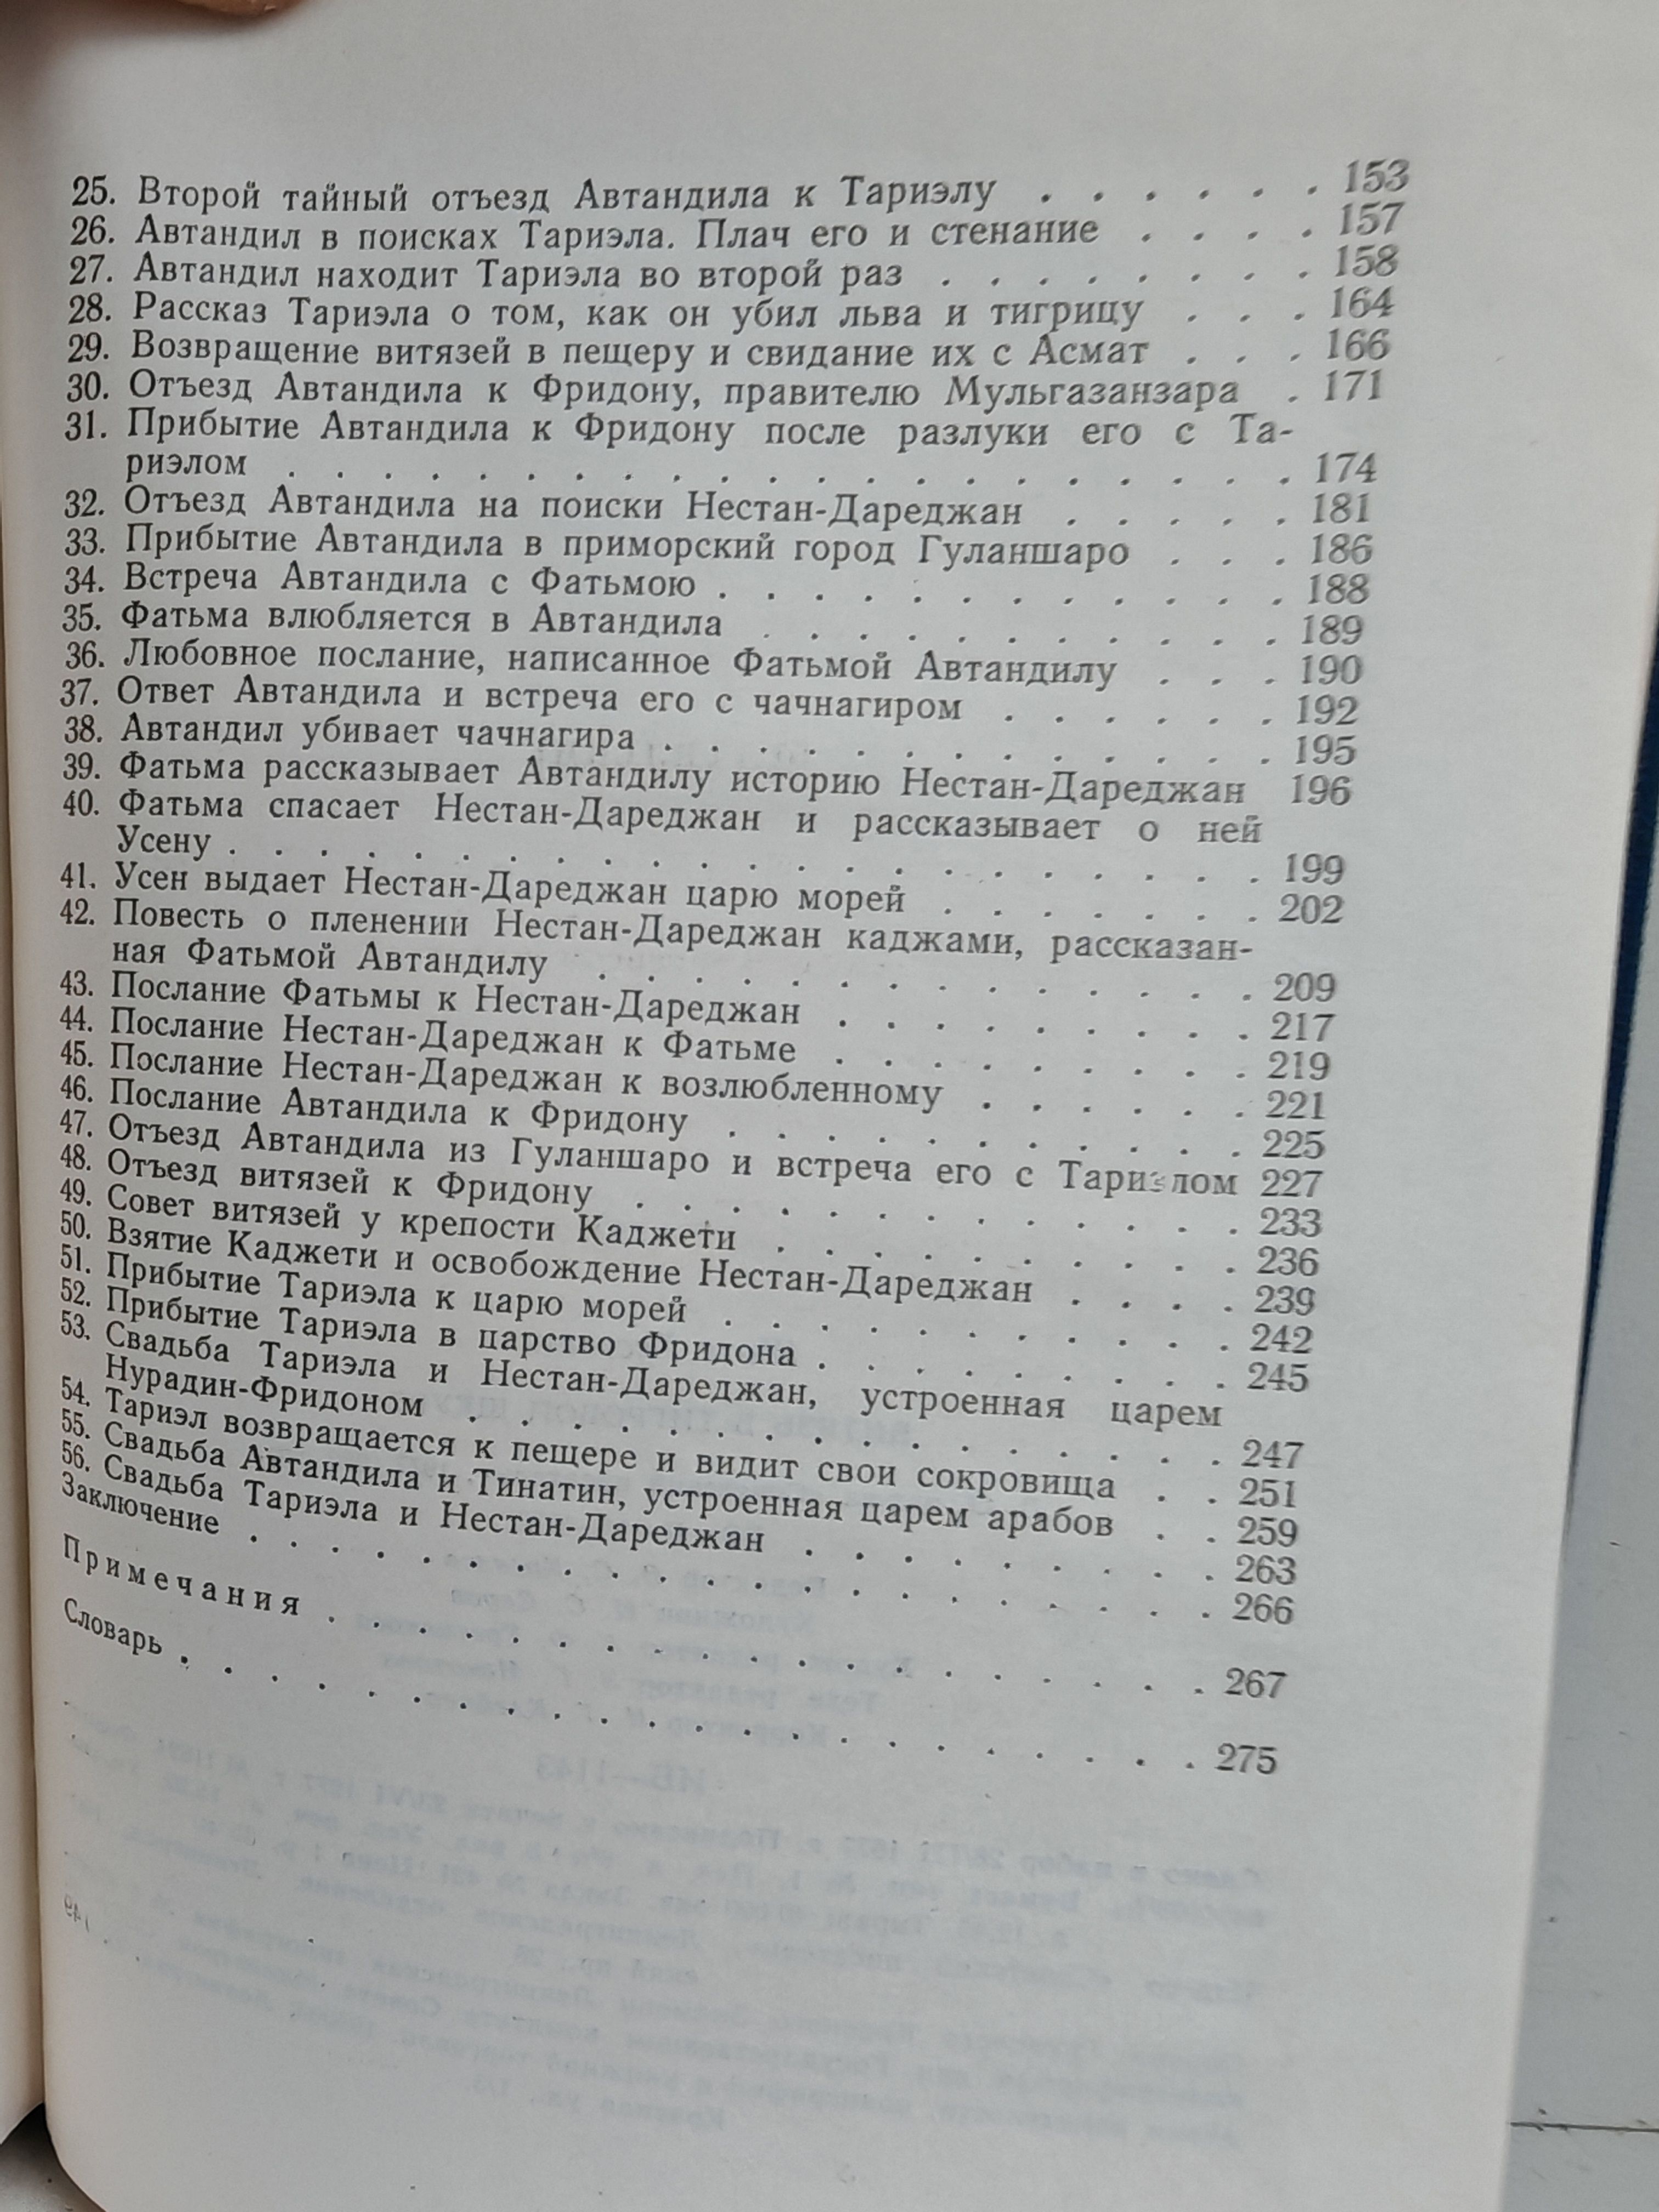 25. Второй тайный отъезд Автандила к Тариэлу . . . . . . 153
26. Автандил в поисках Тариэла. Плач его и стенание . . . . 157
27. Автандил находит Тариэла во второй раз . . . . . . . . 158
28. Рассказ Тариэла о том, как он убил льва и тигрицу . . . 164
29. Возвращение витязей в пещеру и свидание их с Асмат . . . 166
30. Отъезд Автандила к Фридону, правителю Мульгазанзара . 171
31. Прибытие Автандила к Фридону после разлуки его с Та-
риэлом . . . . . . . . . . . . . . . . . . 174
32. Отъезд Автандила на поиски Нестан-Дареджан . . . . . 181
33. Прибытие Автандила в приморский город Гуланшаро . . . 186
34. Встреча Автандила с Фатьмою . . . . . . . . . . . . 188
35. Фатьма влюбляется в Автандила . . . . . . . . . . . 189
36. Любовное послание, написанное Фатьмой Автандилу . . . 190
37. Ответ Автандила и встреча его с чачнагиром . . . . . . 192
38. Автандил убивает чачнагира . . . . . . . . . . . . . 195
39. Фатьма рассказывает Автандилу историю Нестан-Дареджан 196
40. Фатьма спасает Нестан-Дареджан и рассказывает о ней
Усену . . . . . . . . . . . . . . . . . . . . . . 199
41. Усен выдает Нестан-Дареджан царю морей . . . . . . . 202
42. Повесть о пленении Нестан-Дареджан каджами, рассказан-
ная Фатьмой Автандилу . . . . . . . . . . . . . . 209
43. Послание Фатьмы к Нестан-Дареджан . . . . . . . . . 217
44. Послание Нестан-Дареджан к Фатьме . . . . . . . . . 219
45. Послание Нестан-Дареджан к возлюбленному . . . . . . 221
46. Послание Автандила к Фридону . . . . . . . . . . . 225
47. Отъезд Автандила из Гуланшаро и встреча его с Тариэлом 227
48. Отъезд витязей к Фридону . . . . . . . . . . . . . 233
49. Совет витязей у крепости Каджети . . . . . . . . . . 236
50. Взятие Каджети и освобождение Нестан-Дареджан . . . . 239
51. Прибытие Тариэла к царю морей . . . . . . . . . . . 242
52. Прибытие Тариэла в царство Фридона . . . . . . . . . 245
53. Свадьба Тариэла и Нестан-Дареджан, устроенная царем
Нурадин-Фридоном . . . . . . . . . . . . . . . . 247
54. Тариэл возвращается к пещере и видит свои сокровища . . 251
55. Свадьба Автандила и Тинатин, устроенная царем арабов . . 259
56. Свадьба Тариэла и Нестан-Дареджан . . . . . . . . . 263
Заключение . . . . . . . . . . . . . . . . . . . . . 266
Примечания . . . . . . . . . . . . . . . . . . . 267
Словарь . . . . . . . . . . . . . . . . . . . . . . 275